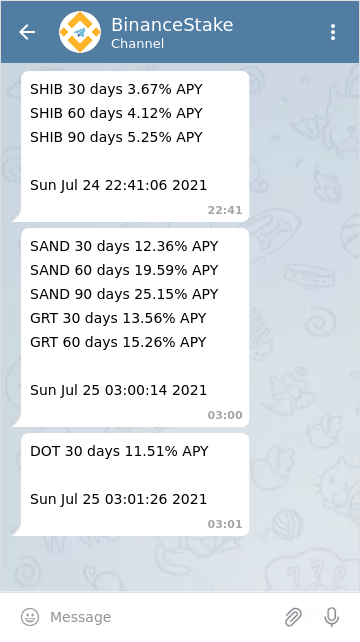 BinanceStake
Channel
SHIB 30 days 3.67% APY
SHIB 60 days 4.12% APY
SHIB 90 days 5.25% APY
Sun Jul 24 22:41:06 2021
22:41
SAND 30 days 12.36% APY
SAND 60 days 19.59% APY
SAND 90 days 25.15% APY
GRT 30 days 13.56% APY
GRT 60 days 15.26% APY
Sun Jul 25 03:00:14 2021
03:00
DOT 30 days 11.51% APY
Sun Jul 25 03:01:26 2021
03:01
Message